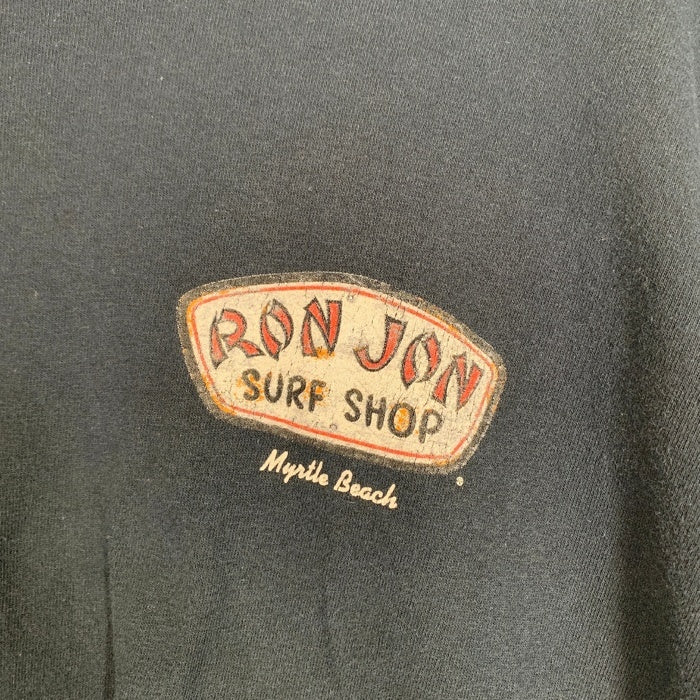 RON JON
SURF SHOP
Myrtle Beach
®